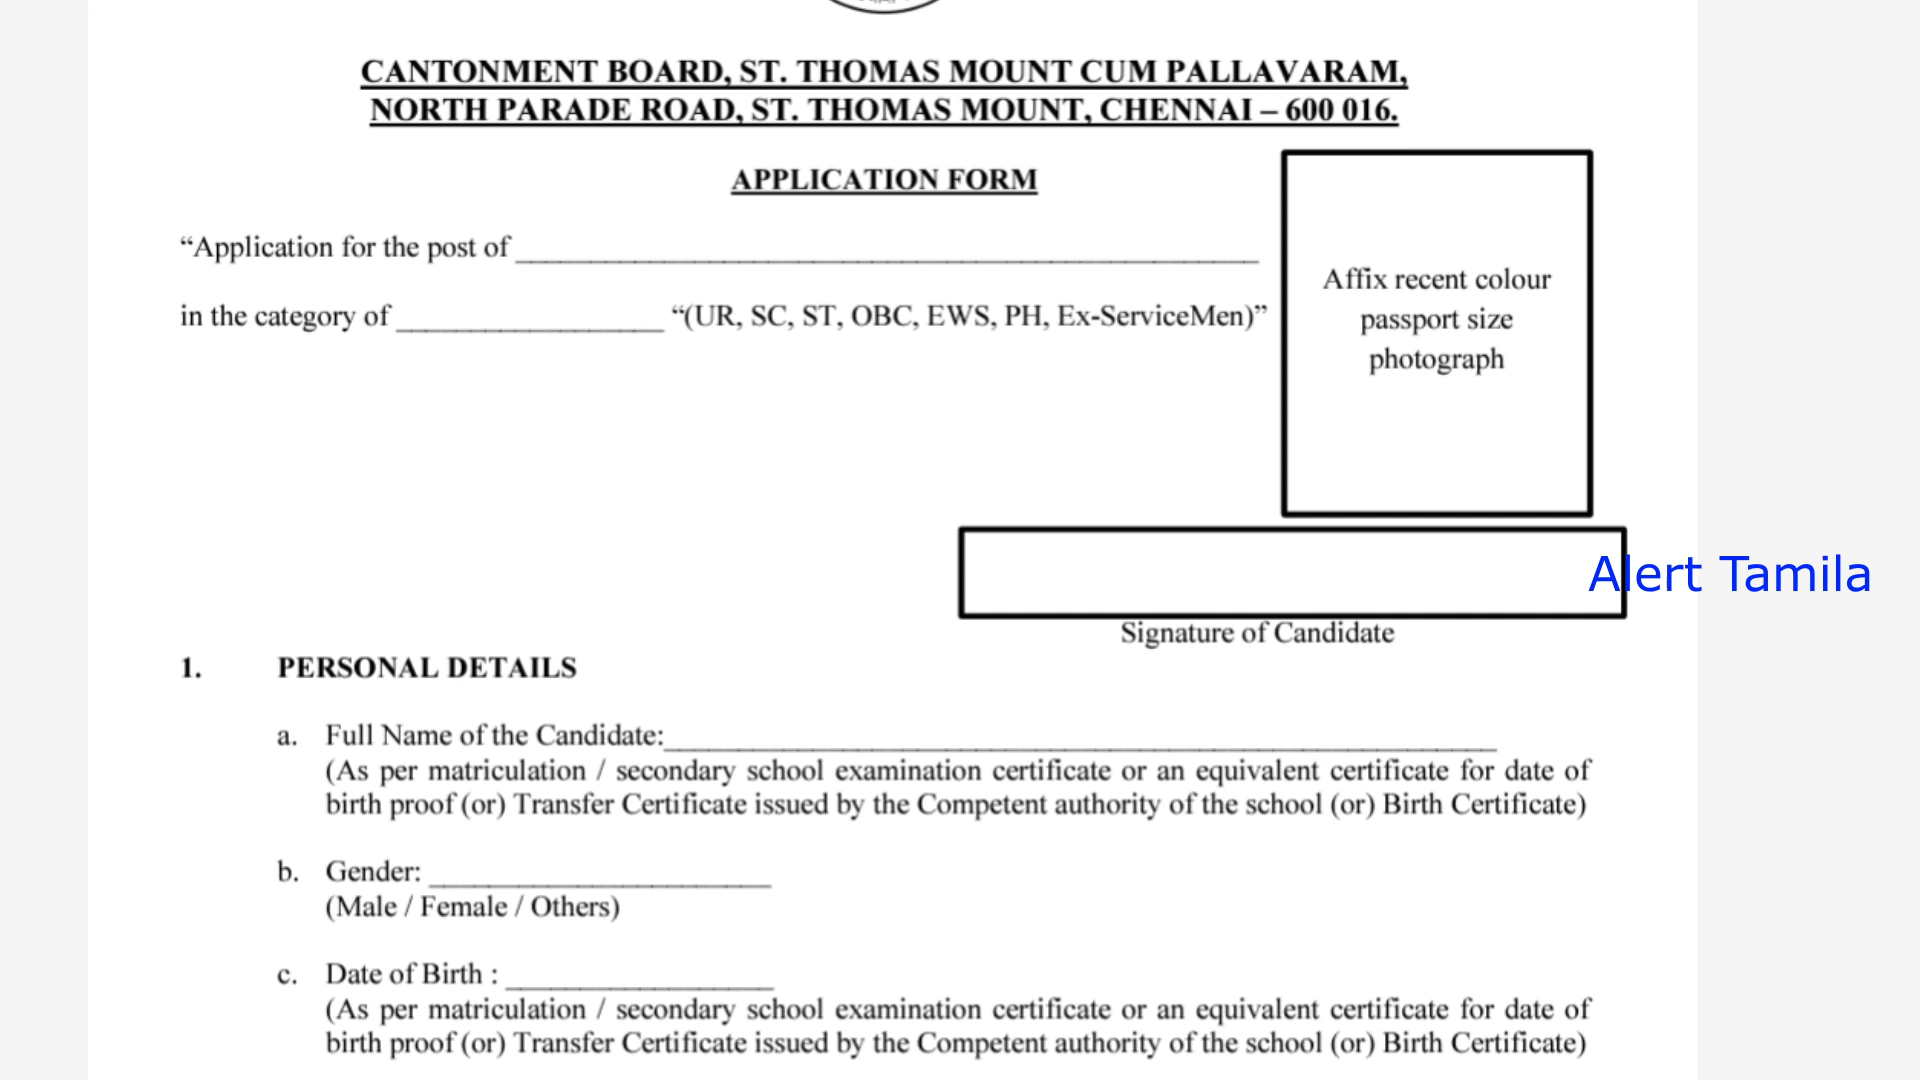 CANTONMENT BOARD, ST. THOMAS MOUNT CUM PALLAVARAM,
NORTH PARADE ROAD, ST. THOMAS MOUNT, CHENNAI – 600 016.
APPLICATION FORM
“Application for the post of ____________________
in the category of ____________________ “(UR, SC, ST, OBC, EWS, PH, Ex-ServiceMen)”
Affix recent colour
passport size
photograph
Alert Tamila
Signature of Candidate
1. PERSONAL DETAILS
a. Full Name of the Candidate:____________________
(As per matriculation / secondary school examination certificate or an equivalent certificate for date of
birth proof (or) Transfer Certificate issued by the Competent authority of the school (or) Birth Certificate)
b. Gender: ____________________
(Male / Female / Others)
c. Date of Birth : ____________________
(As per matriculation / secondary school examination certificate or an equivalent certificate for date of
birth proof (or) Transfer Certificate issued by the Competent authority of the school (or) Birth Certificate)